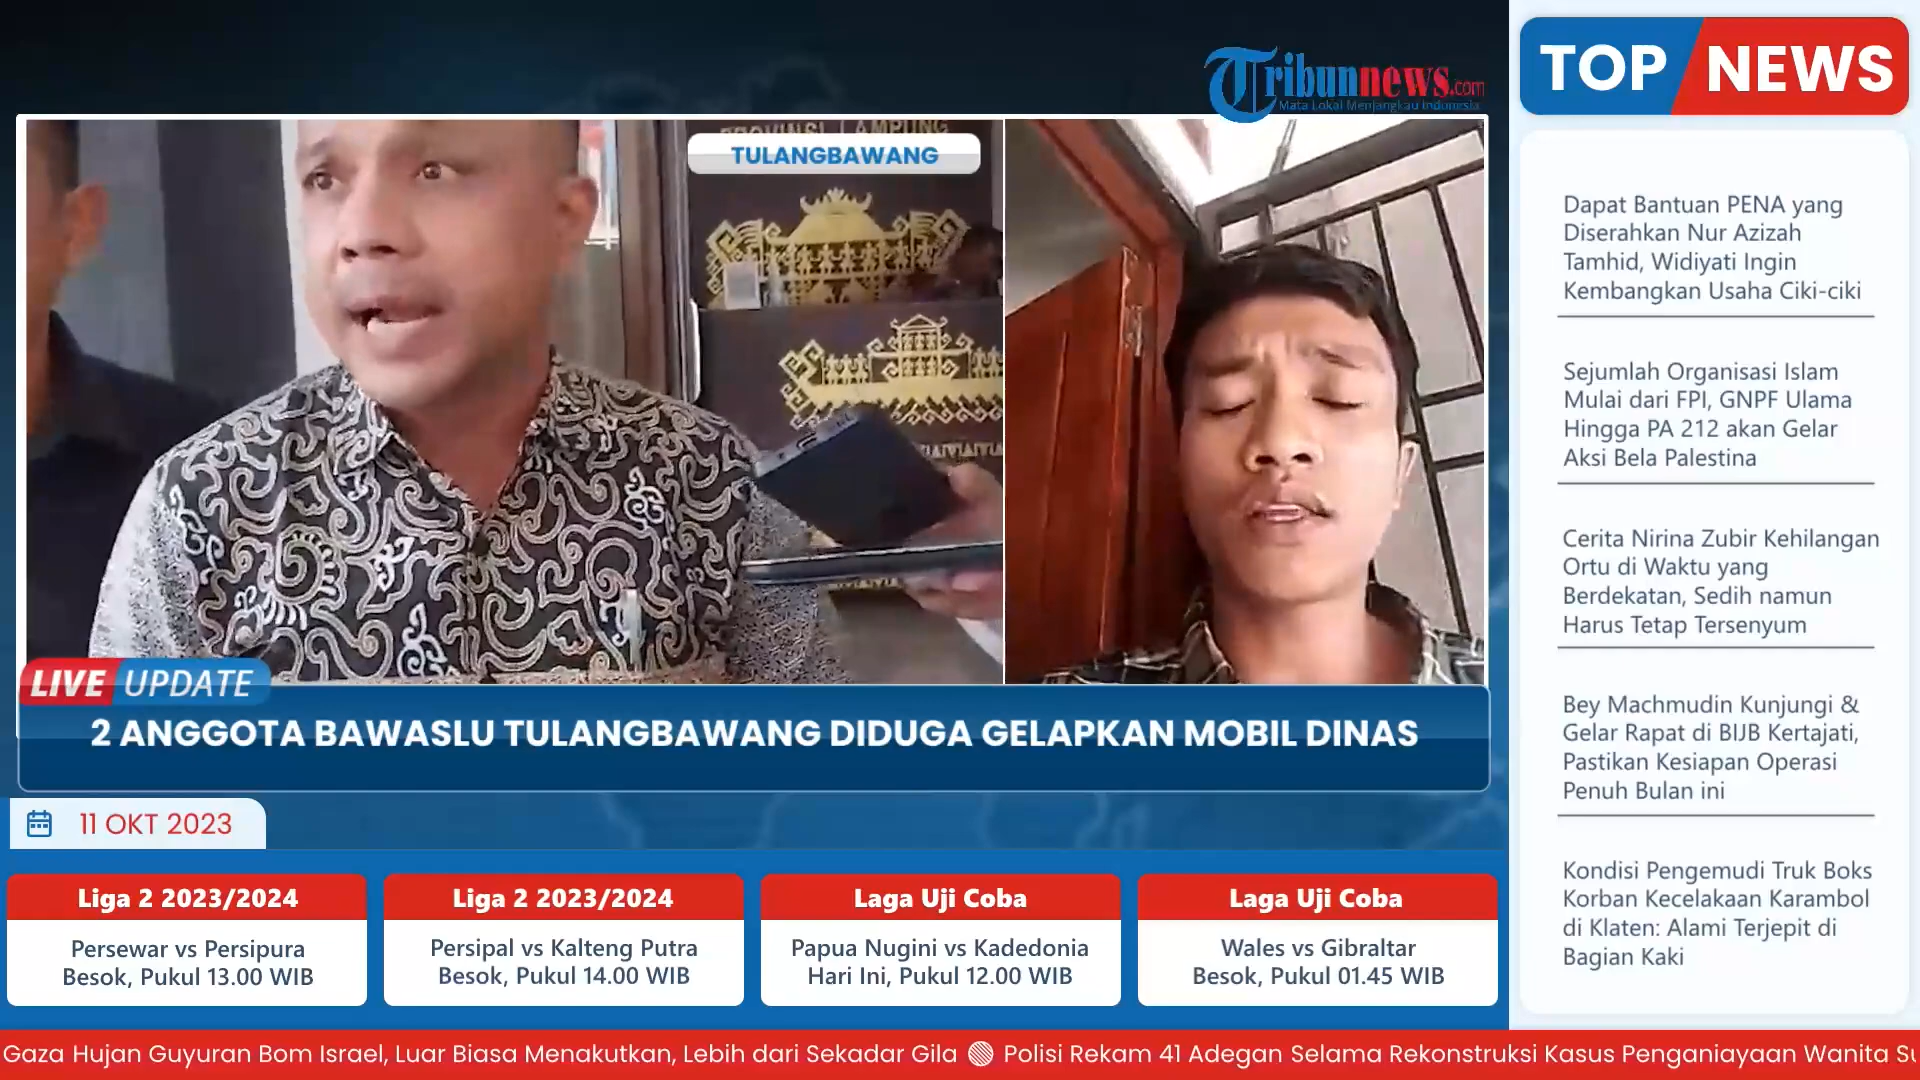 Tribunnews.com
Mata Lokal Menjangkau Indonesia
TOP NEWS
PROVINSI LAMPUNG
TULANGBAWANG
LIVE UPDATE
2 ANGGOTA BAWASLU TULANGBAWANG DIDUGA GELAPKAN MOBIL DINAS
11 OKT 2023
Liga 2 2023/2024
Persewar vs Persipura
Besok, Pukul 13.00 WIB
Liga 2 2023/2024
Persipal vs Kalteng Putra
Besok, Pukul 14.00 WIB
Laga Uji Coba
Papua Nugini vs Kadedonia
Hari Ini, Pukul 12.00 WIB
Laga Uji Coba
Wales vs Gibraltar
Besok, Pukul 01.45 WIB
Dapat Bantuan PENA yang
Diserahkan Nur Azizah
Tamhid, Widiyati Ingin
Kembangkan Usaha Ciki-ciki
Sejumlah Organisasi Islam
Mulai dari FPI, GNPF Ulama
Hingga PA 212 akan Gelar
Aksi Bela Palestina
Cerita Nirina Zubir Kehilangan
Ortu di Waktu yang
Berdekatan, Sedih namun
Harus Tetap Tersenyum
Bey Machmudin Kunjungi &
Gelar Rapat di BIJB Kertajati,
Pastikan Kesiapan Operasi
Penuh Bulan ini
Kondisi Pengemudi Truk Boks
Korban Kecelakaan Karambol
di Klaten: Alami Terjepit di
Bagian Kaki
Gaza Hujan Guyuran Bom Israel, Luar Biasa Menakutkan, Lebih dari Sekadar Gila Polisi Rekam 41 Adegan Selama Rekonstruksi Kasus Penganiayaan Wanita